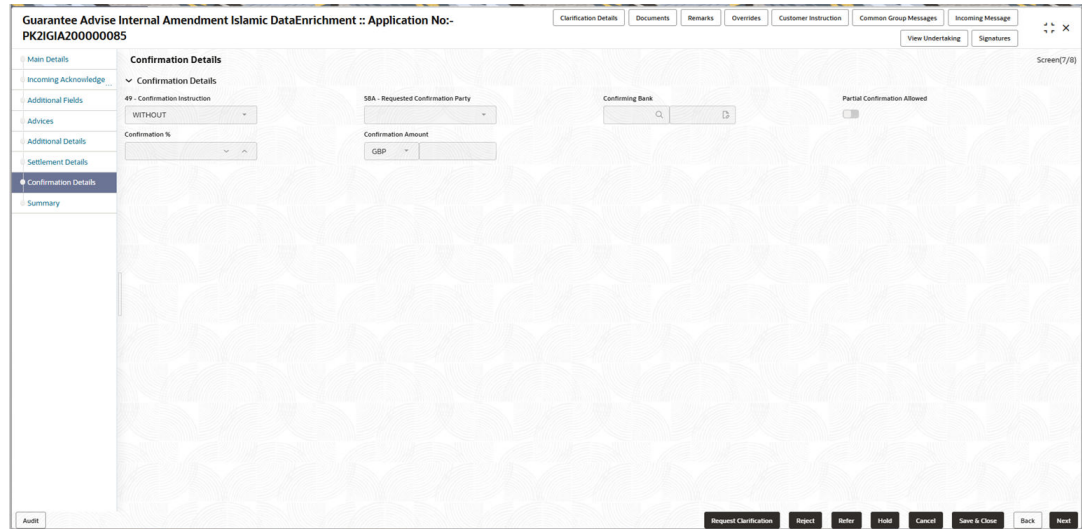 Guarantee Advise Internal Amendment Islamic DataEnrichment :: Application No:-
PK2IGIA200000085
Clarification Details
Documents
Remarks
Overrides
Customer Instruction
Common Group Messages
Incoming Message
View Undertaking
Signatures
Main Details
Incoming Acknowledge...
Additional Fields
Advices
Additional Details
Settlement Details
Confirmation Details
Summary
Confirmation Details
Screen(7/8)
Confirmation Details
49 - Confirmation Instruction
58A - Requested Confirmation Party
Confirming Bank
Partial Confirmation Allowed
WITHOUT
Confirmation %
Confirmation Amount
GBP
Audit
Request Clarification
Reject
Refer
Hold
Cancel
Save & Close
Back
Next